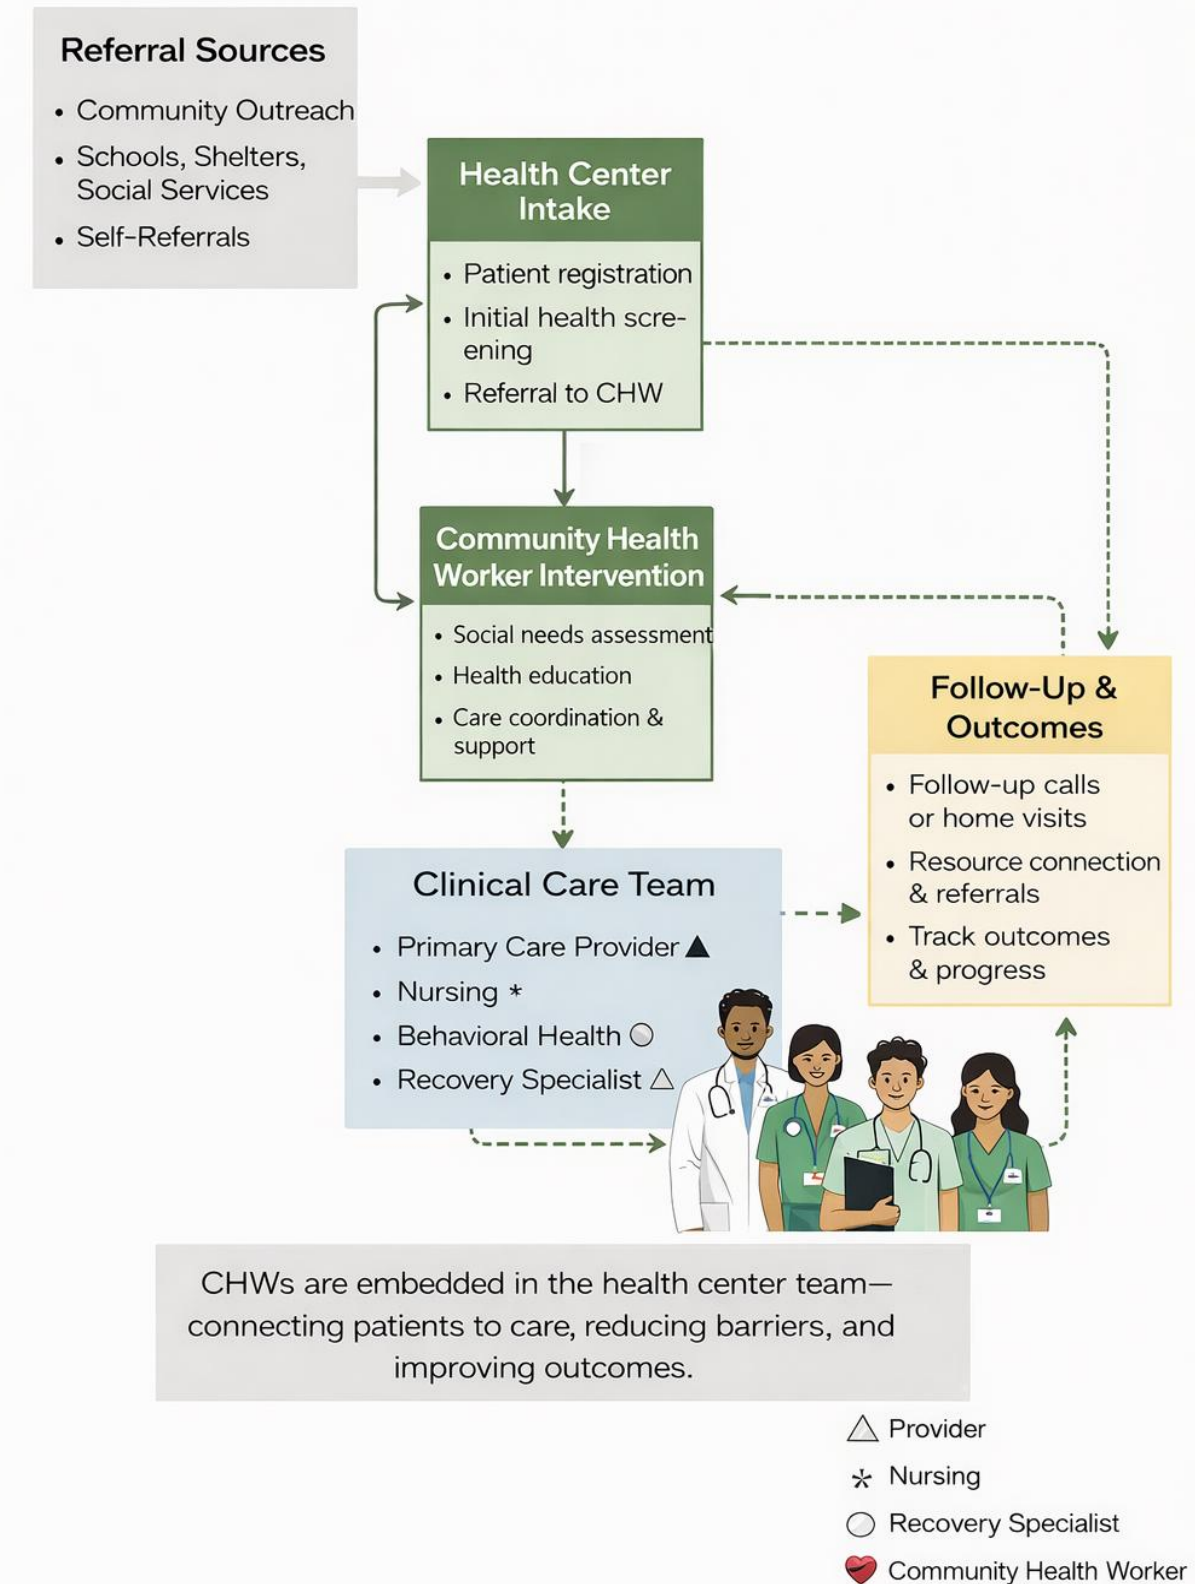 Referral Sources
• Community Outreach
• Schools, Shelters,
Social Services
• Self-Referrals
Health Center
Intake
• Patient registration
• Initial health scre-
ening
• Referral to CHW
Community Health
Worker Intervention
• Social needs assessment
• Health education
• Care coordination &
support
Clinical Care Team
• Primary Care Provider ▲
• Nursing *
• Behavioral Health ○
• Recovery Specialist △
Follow-Up &
Outcomes
• Follow-up calls
or home visits
• Resource connection
& referrals
• Track outcomes
& progress
CHWs are embedded in the health center team—
connecting patients to care, reducing barriers, and
improving outcomes.
△ Provider
* Nursing
○ Recovery Specialist
Community Health Worker